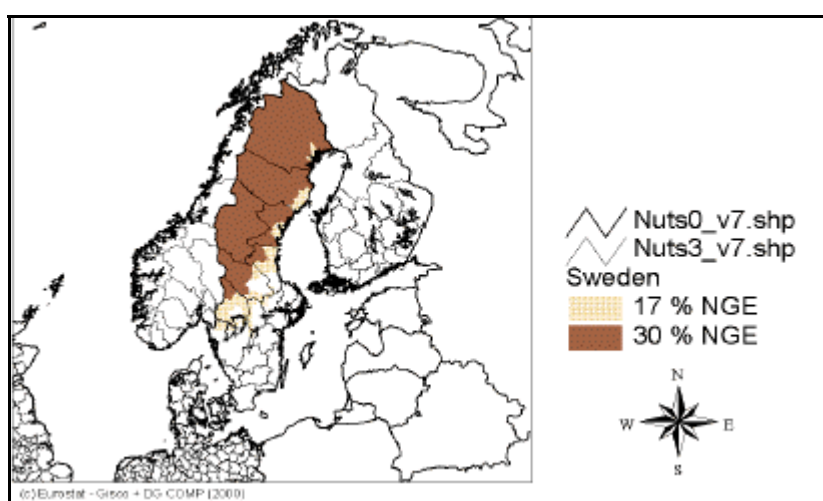 Nuts0_v7.shp
Nuts3_v7.shp
Sweden
17 % NGE
30 % NGE
N
W E
S
(c) Eurostat - Gisco + DG COMP (2000)